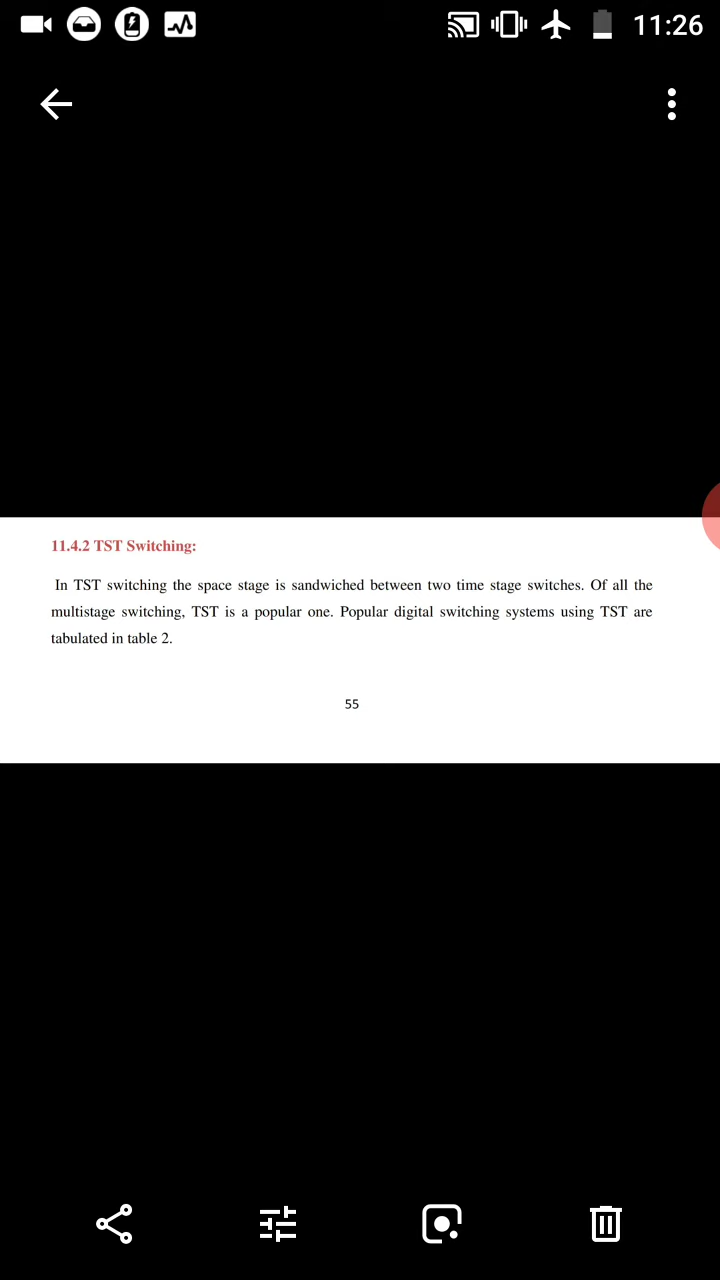 11:26
11.4.2 TST Switching:
In TST switching the space stage is sandwiched between two time stage switches. Of all the
multistage switching, TST is a popular one. Popular digital switching systems using TST are
tabulated in table 2.
55